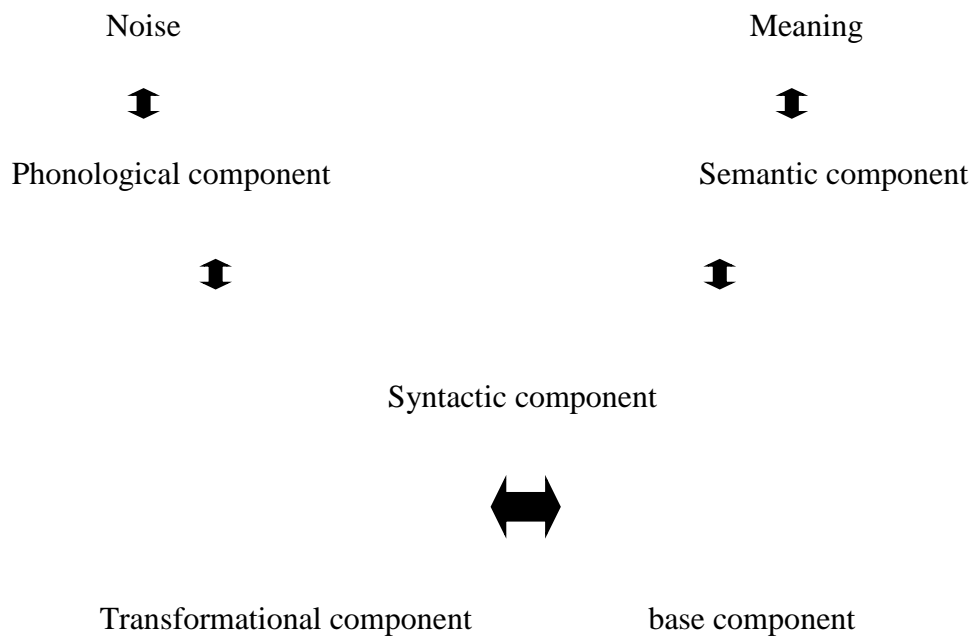 Noise Meaning
Phonological component Semantic component
Syntactic component
Transformational component base component